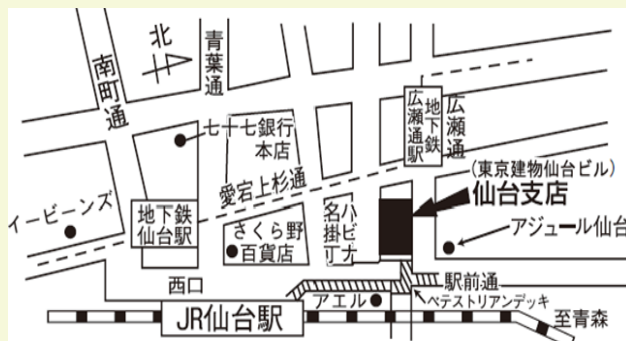 北
青葉通
南町通
七十七銀行
本店
広瀬通駅
地下鉄
広瀬通
愛宕上杉通
(東京建物仙台ビル)
仙台支店
イービーンズ
地下鉄
仙台駅
さくら野
百貨店
ハピナ
名掛丁
アジュール仙台
西口
アエル
駅前通
ペデストリアンデッキ
JR仙台駅
至青森